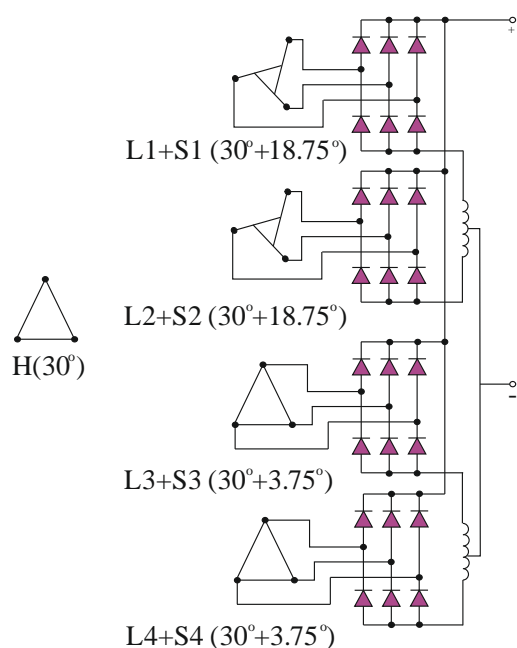 +
L1+S1 (30°+18.75°)
L2+S2 (30°+18.75°)
H(30°)
-
L3+S3 (30°+3.75°)
L4+S4 (30°+3.75°)